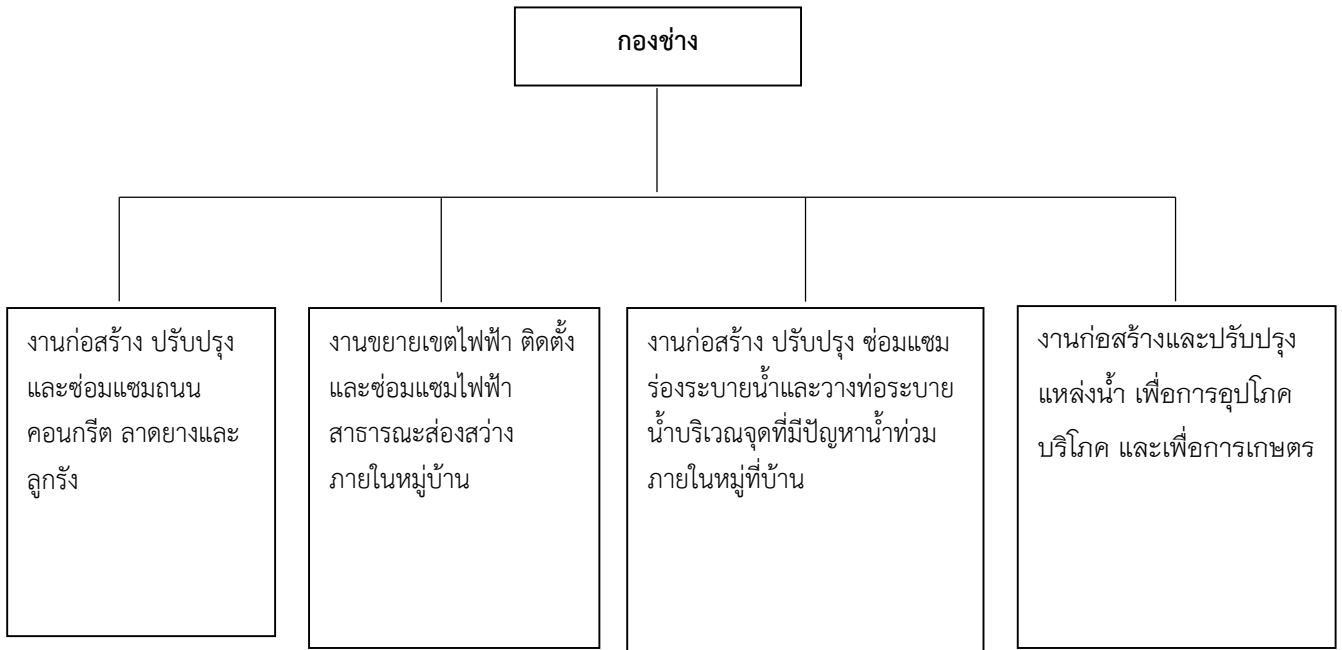 กองช่าง
งานก่อสร้าง ปรับปรุง
และซ่อมแซมถนน
คอนกรีต ลาดยางและ
ลูกรัง
งานขยายเขตไฟฟ้า ติดตั้ง
และซ่อมแซมไฟฟ้า
สาธารณะส่องสว่าง
ภายในหมู่บ้าน
งานก่อสร้าง ปรับปรุง ซ่อมแซม
ร่องระบายน้ำและวางท่อระบาย
น้ำบริเวณจุดที่มีปัญหาน้ำท่วม
ภายในหมู่ที่บ้าน
งานก่อสร้างและปรับปรุง
แหล่งน้ำ เพื่อการอุปโภค
บริโภค และเพื่อการเกษตร